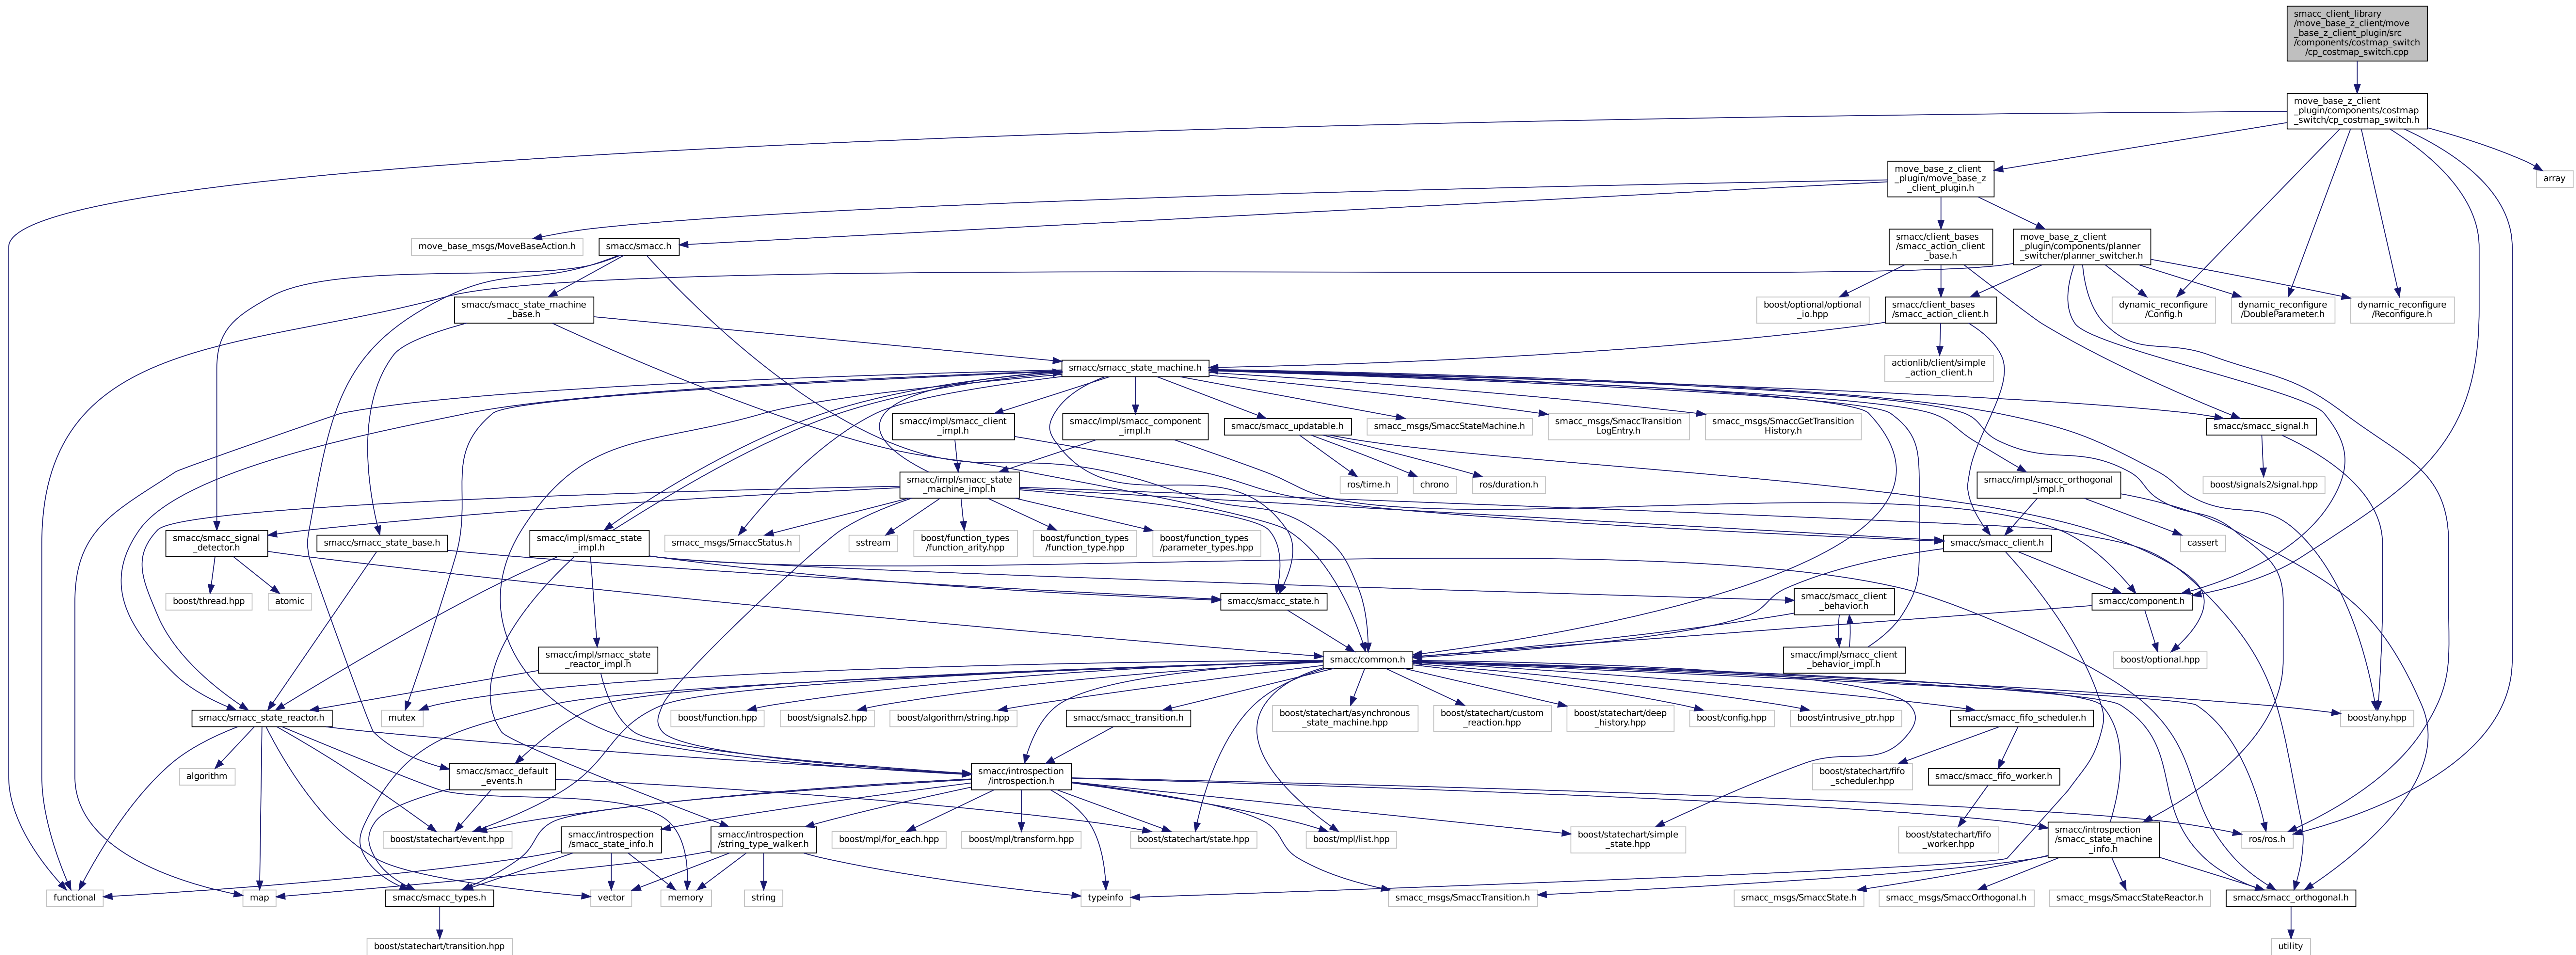 smacc_client_library
/move_base_z_client/move
_base_z_client_plugin/src
/components/costmap_switch
/cp_costmap_switch.cpp
move_base_z_client
_plugin/components/costmap
_switch/cp_costmap_switch.h
move_base_z_client
_plugin/move_base_z
_client_plugin.h
array
move_base_msgs/MoveBaseAction.h
smacc/smacc.h
smacc/client_bases
/smacc_action_client
_base.h
move_base_z_client
_plugin/components/planner
_switcher/planner_switcher.h
smacc/smacc_state_machine
_base.h
boost/optional/optional
_io.hpp
smacc/client_bases
/smacc_action_client.h
dynamic_reconfigure
/Config.h
dynamic_reconfigure
/DoubleParameter.h
dynamic_reconfigure
/Reconfigure.h
smacc/smacc_state_machine.h
actionlib/client/simple
_action_client.h
smacc/impl/smacc_client
_impl.h
smacc/impl/smacc_component
_impl.h
smacc/smacc_updatable.h
smacc_msgs/SmaccStateMachine.h
smacc_msgs/SmaccTransition
LogEntry.h
smacc_msgs/SmaccGetTransition
History.h
smacc/smacc_signal.h
smacc/impl/smacc_state
_machine_impl.h
ros/time.h
chrono
ros/duration.h
smacc/impl/smacc_orthogonal
_impl.h
boost/signals2/signal.hpp
smacc/smacc_signal
_detector.h
smacc/smacc_state_base.h
smacc/impl/smacc_state
_impl.h
smacc_msgs/SmaccStatus.h
sstream
boost/function_types
/function_arity.hpp
boost/function_types
/function_type.hpp
boost/function_types
/parameter_types.hpp
smacc/smacc_client.h
cassert
boost/thread.hpp
atomic
smacc/smacc_state.h
smacc/smacc_client
_behavior.h
smacc/component.h
smacc/impl/smacc_state
_reactor_impl.h
smacc/common.h
smacc/impl/smacc_client
_behavior_impl.h
boost/optional.hpp
smacc/smacc_state_reactor.h
mutex
boost/function.hpp
boost/signals2.hpp
boost/algorithm/string.hpp
smacc/smacc_transition.h
boost/statechart/asynchronous
_state_machine.hpp
boost/statechart/custom
_reaction.hpp
boost/statechart/deep
_history.hpp
boost/config.hpp
boost/intrusive_ptr.hpp
smacc/smacc_fifo_scheduler.h
boost/any.hpp
algorithm
smacc/smacc_default
_events.h
smacc/introspection
/introspection.h
boost/statechart/fifo
_scheduler.hpp
smacc/smacc_fifo_worker.h
boost/statechart/event.hpp
smacc/introspection
/smacc_state_info.h
smacc/introspection
/string_type_walker.h
boost/mpl/for_each.hpp
boost/mpl/transform.hpp
boost/statechart/state.hpp
boost/mpl/list.hpp
boost/statechart/simple
_state.hpp
boost/statechart/fifo
_worker.hpp
smacc/introspection
/smacc_state_machine
_info.h
ros/ros.h
functional
map
smacc/smacc_types.h
vector
memory
string
typeinfo
smacc_msgs/SmaccTransition.h
smacc_msgs/SmaccState.h
smacc_msgs/SmaccOrthogonal.h
smacc_msgs/SmaccStateReactor.h
smacc/smacc_orthogonal.h
boost/statechart/transition.hpp
utility